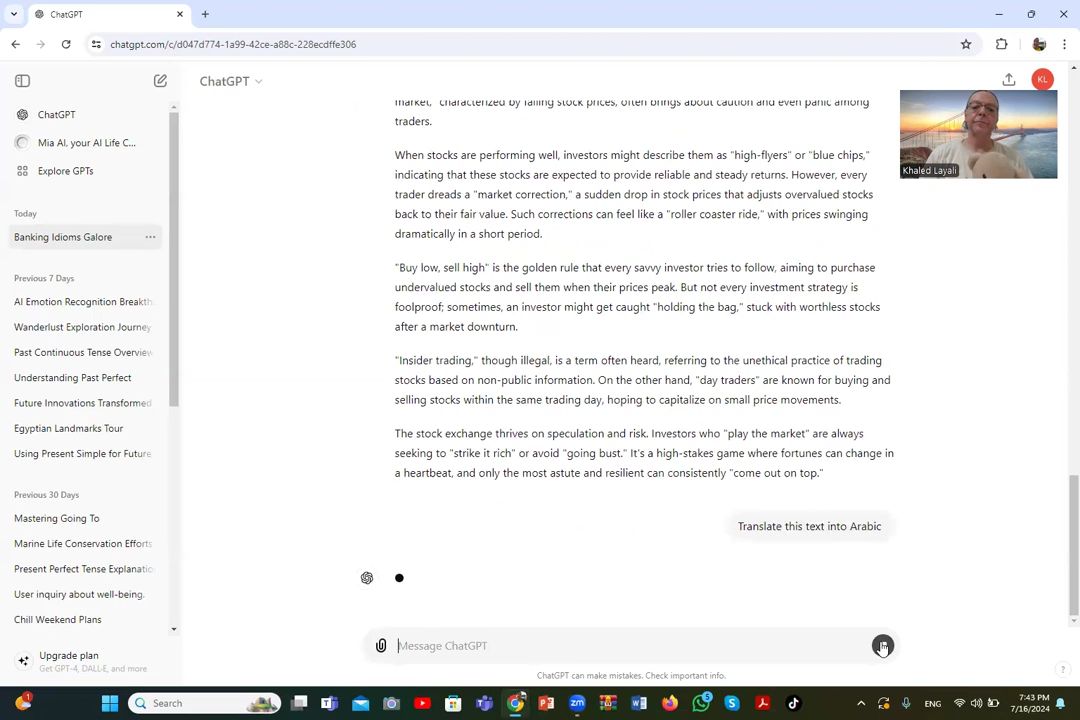 ChatGPT
chatgpt.com/c/d047d774-1a99-42ce-a88c-228ecdffe306
ChatGPT
KL
ChatGPT
Mia AI, your AI Life C...
Explore GPTs
Today
Banking Idioms Galore
Previous 7 Days
AI Emotion Recognition Breakth
Wanderlust Exploration Journey
Past Continuous Tense Overview
Understanding Past Perfect
Future Innovations Transformed
Egyptian Landmarks Tour
Using Present Simple for Future
Previous 30 Days
Mastering Going To
Marine Life Conservation Efforts
Present Perfect Tense Explanatio
User inquiry about well-being.
Chill Weekend Plans
Upgrade plan
Get GPT-4, DALL-E, and more
market," characterized by falling stock prices, often brings about caution and even panic among
traders.
When stocks are performing well, investors might describe them as "high-flyers" or "blue chips,"
indicating that these stocks are expected to provide reliable and steady returns. However, every
trader dreads a "market correction," a sudden drop in stock prices that adjusts overvalued stocks
back to their fair value. Such corrections can feel like a "roller coaster ride," with prices swinging
dramatically in a short period.
"Buy low, sell high" is the golden rule that every savvy investor tries to follow, aiming to purchase
undervalued stocks and sell them when their prices peak. But not every investment strategy is
foolproof; sometimes, an investor might get caught "holding the bag," stuck with worthless stocks
after a market downturn.
"Insider trading," though illegal, is a term often heard, referring to the unethical practice of trading
stocks based on non-public information. On the other hand, "day traders" are known for buying and
selling stocks within the same trading day, hoping to capitalize on small price movements.
The stock exchange thrives on speculation and risk. Investors who "play the market" are always
seeking to "strike it rich" or avoid "going bust." It's a high-stakes game where fortunes can change in
a heartbeat, and only the most astute and resilient can consistently "come out on top."
Translate this text into Arabic
Message ChatGPT
ChatGPT can make mistakes. Check important info.
?
Khaled Layali
1
Search
5
ENG
7:43 PM
7/16/2024